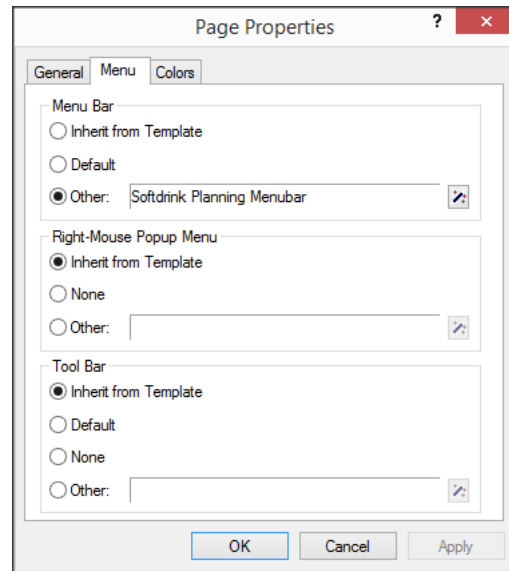 Page Properties ? ×
General Menu Colors
Menu Bar
Inherit from Template
Default
Other: Softdrink Planning Menubar
Right-Mouse Popup Menu
Inherit from Template
None
Other:
Tool Bar
Inherit from Template
Default
None
Other:
OK Cancel Apply